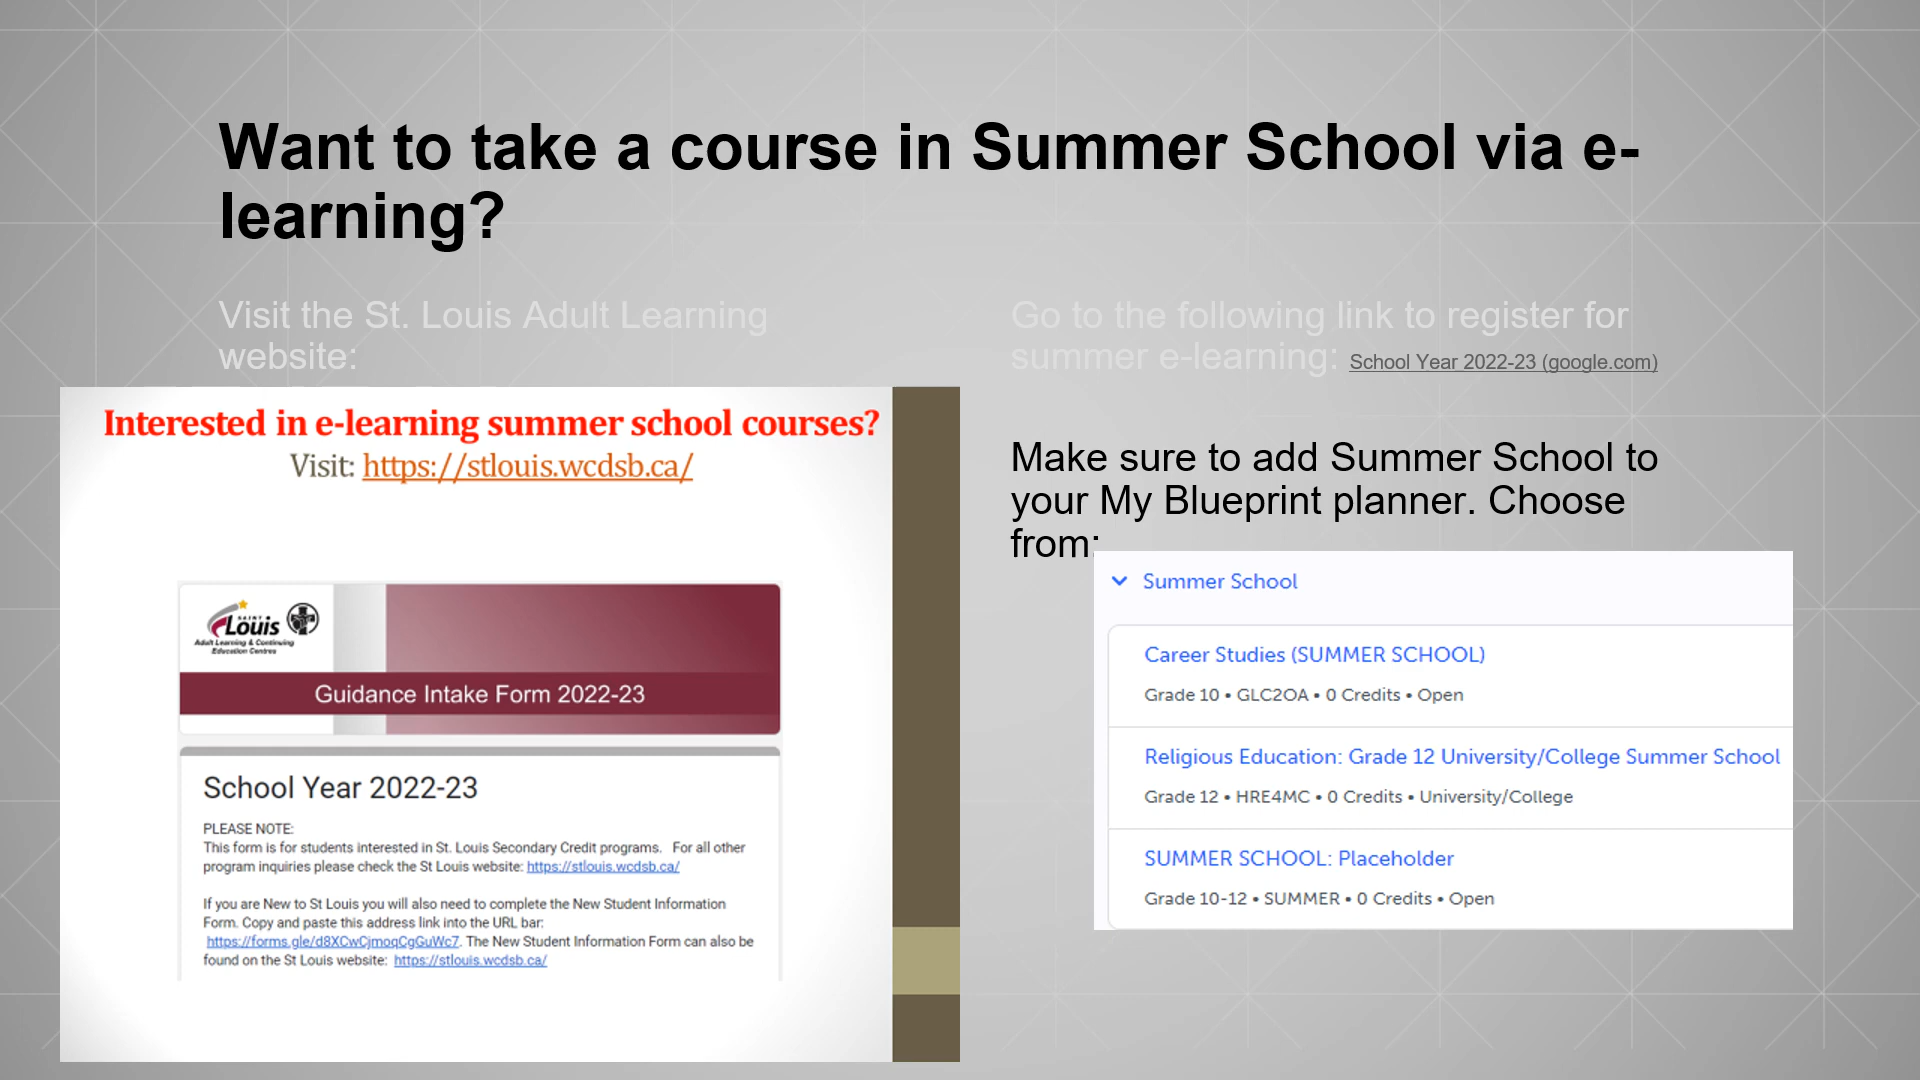 Want to take a course in Summer School via e-
learning?
Visit the St. Louis Adult Learning
website:
Interested in e-learning summer school courses?
Visit: https://stlouis.wcdsb.ca/
SAINT
Louis
Adult Learning & Continuing
Education Centres
Guidance Intake Form 2022-23
School Year 2022-23
PLEASE NOTE:
This form is for students interested in St. Louis Secondary Credit programs. For all other
program inquiries please check the St Louis website: https://stlouis.wcdsb.ca/
If you are New to St Louis you will also need to complete the New Student Information
Form. Copy and paste this address link into the URL bar:
https://forms.gle/d8XCwCjmoqCgGuWc7. The New Student Information Form can also be
found on the St Louis website: https://stlouis.wcdsb.ca/
Go to the following link to register for
summer e-learning: School Year 2022-23 (google.com)
Make sure to add Summer School to
your My Blueprint planner. Choose
from:
Summer School
Career Studies (SUMMER SCHOOL)
Grade 10 • GLC2OA • 0 Credits • Open
Religious Education: Grade 12 University/College Summer School
Grade 12 • HRE4MC • 0 Credits • University/College
SUMMER SCHOOL: Placeholder
Grade 10-12 • SUMMER • 0 Credits • Open